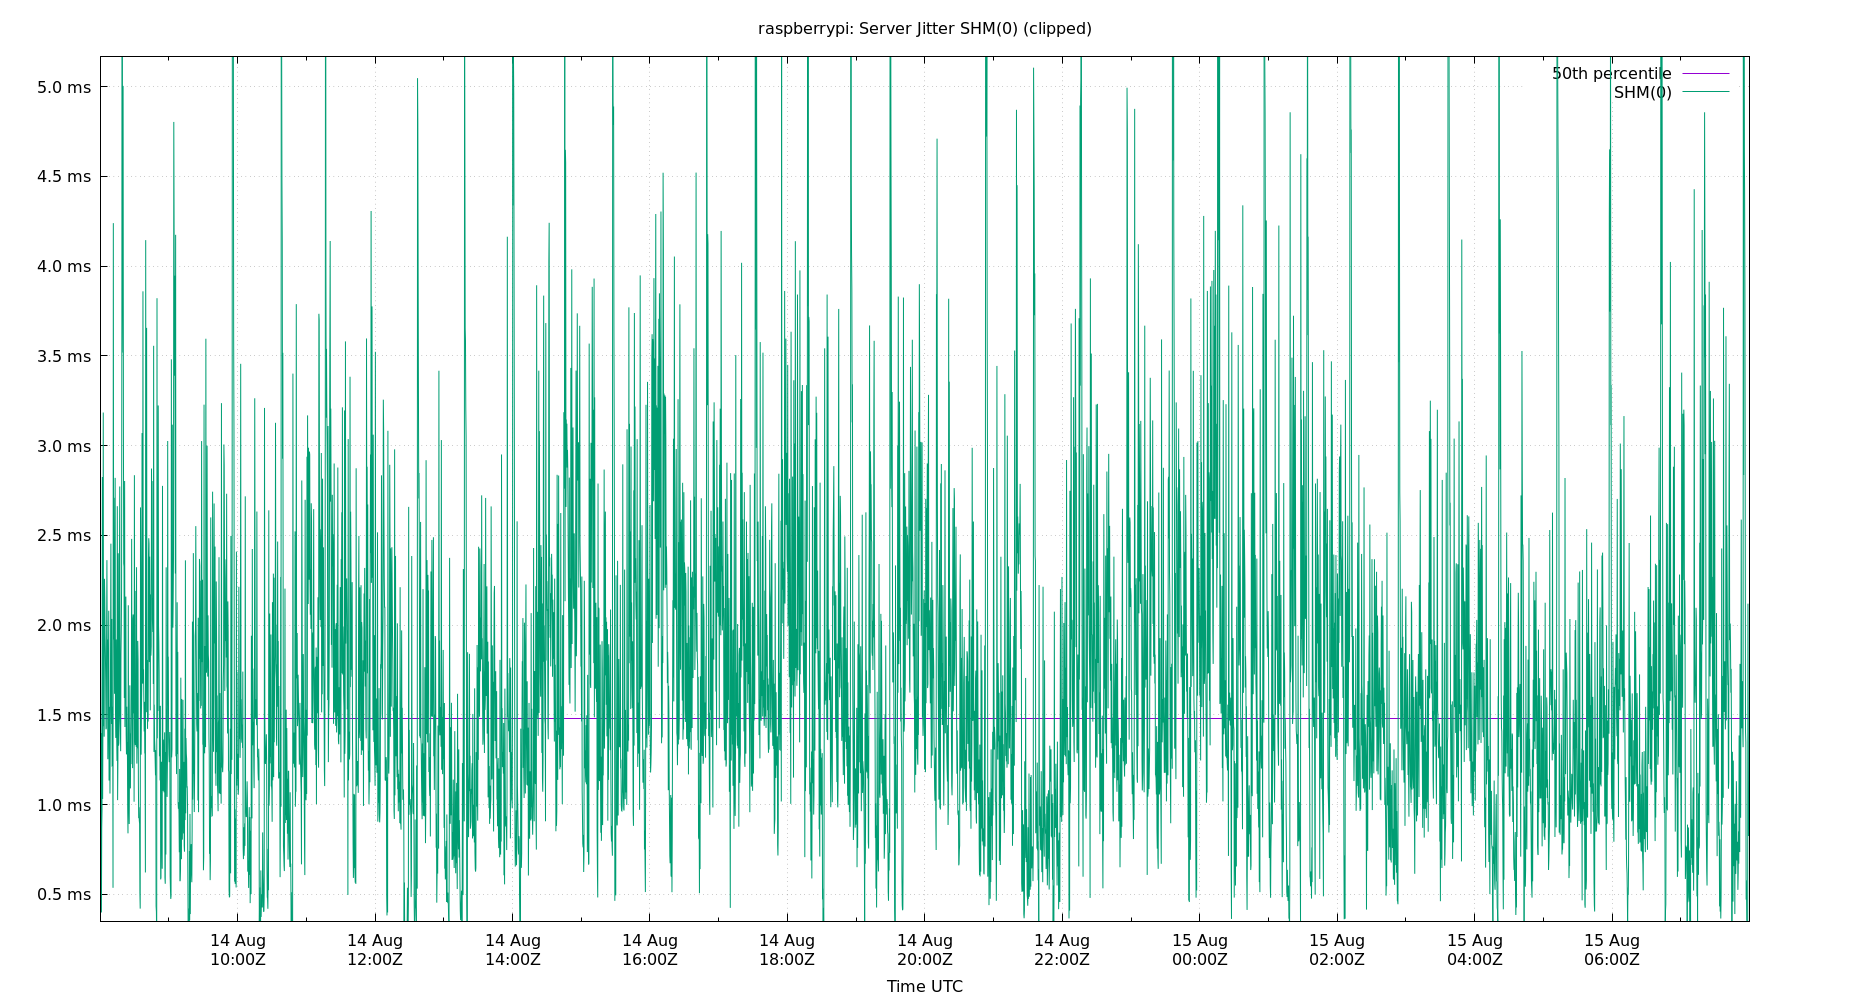 raspberrypi: Server Jitter SHM(0) (clipped)
50th percentile
SHM(0)
5.0 ms
4.5 ms
4.0 ms
3.5 ms
3.0 ms
2.5 ms
2.0 ms
1.5 ms
1.0 ms
0.5 ms
14 Aug 14 Aug 14 Aug 14 Aug 14 Aug 14 Aug 14 Aug 15 Aug 15 Aug 15 Aug 15 Aug
10:00Z 12:00Z 14:00Z 16:00Z 18:00Z 20:00Z 22:00Z 00:00Z 02:00Z 04:00Z 06:00Z
Time UTC